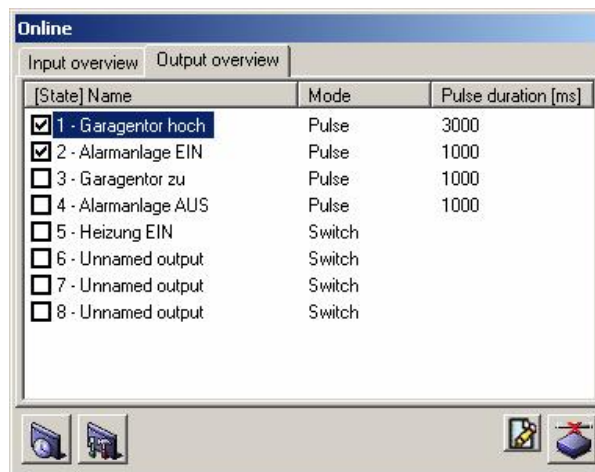 Online
Input overview Output overview
[State] Name Mode Pulse duration [ms]
1 - Garagentor hoch Pulse 3000
2 - Alarmanlage EIN Pulse 1000
3 - Garagentor zu Pulse 1000
4 - Alarmanlage AUS Pulse 1000
5 - Heizung EIN Switch
6 - Unnamed output Switch
7 - Unnamed output Switch
8 - Unnamed output Switch